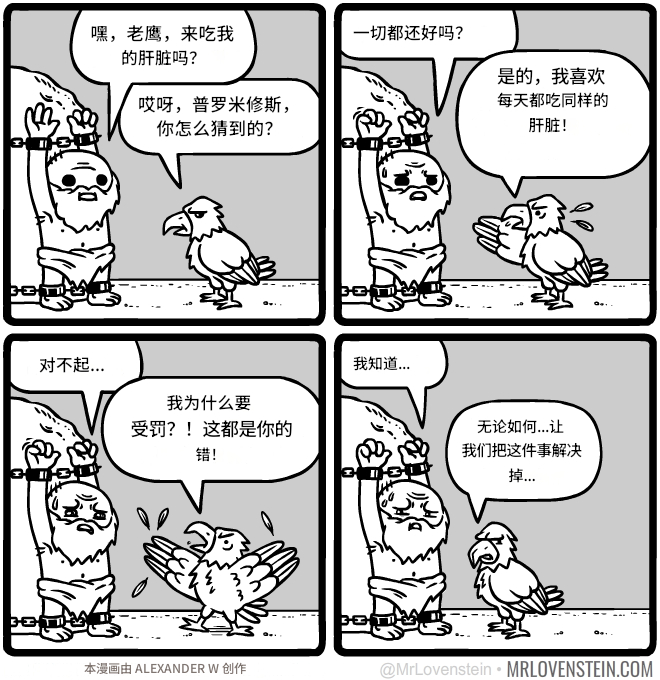 嘿，老鹰，来吃我
的肝脏吗？
哎呀，普罗米修斯，
你怎么猜到的？
一切都还好吗？
是的，我喜欢
每天都吃同样的
肝脏！
对不起...
我为什么要
受罚？！这都是你的
错！
我知道...
无论如何...让
我们把这件事解决
掉...
本漫画由 ALEXANDER W 创作
@MrLovenstein • MRLOVENSTEIN.COM